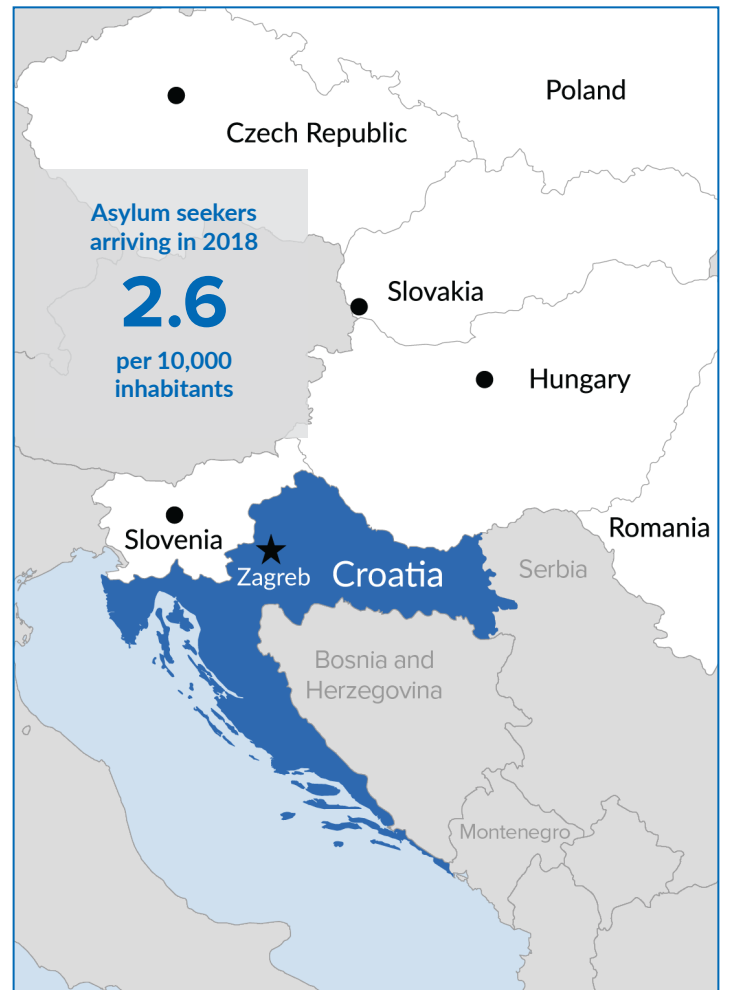 Poland
Czech Republic
Asylum seekers
arriving in 2018
2.6
per 10,000
inhabitants
Slovakia
Hungary
Romania
Slovenia
Zagreb
Croatia
Serbia
Bosnia and
Herzegovina
Montenegro